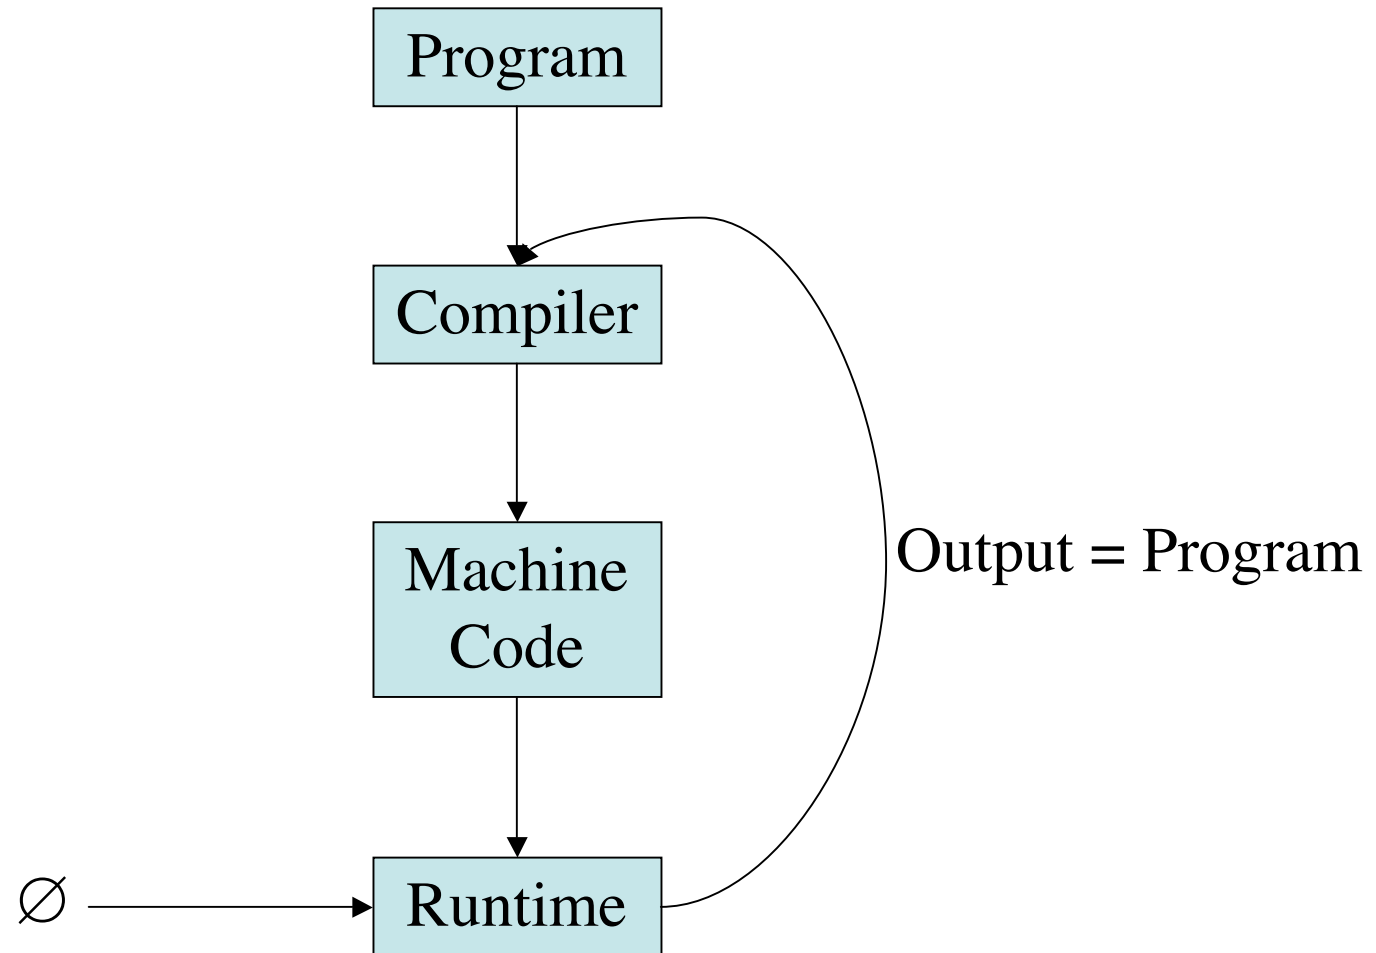 Program
Compiler
Machine
Code
Output = Program
∅
Runtime